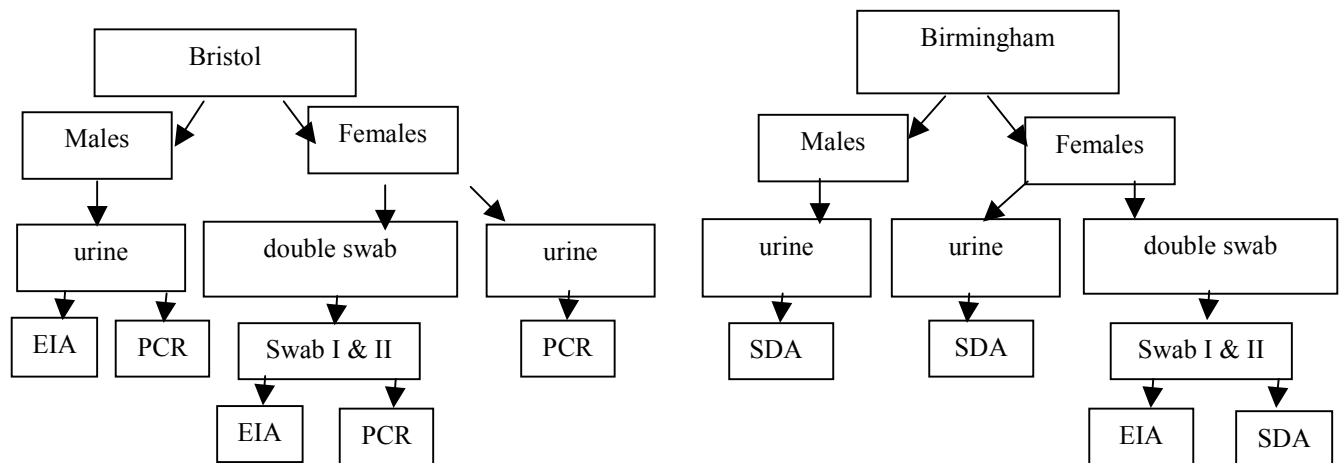 Bristol
Males
Females
urine
double swab
urine
EIA
PCR
Swab I & II
PCR
EIA
PCR
Birmingham
Males
Females
urine
urine
double swab
SDA
SDA
Swab I & II
EIA
SDA